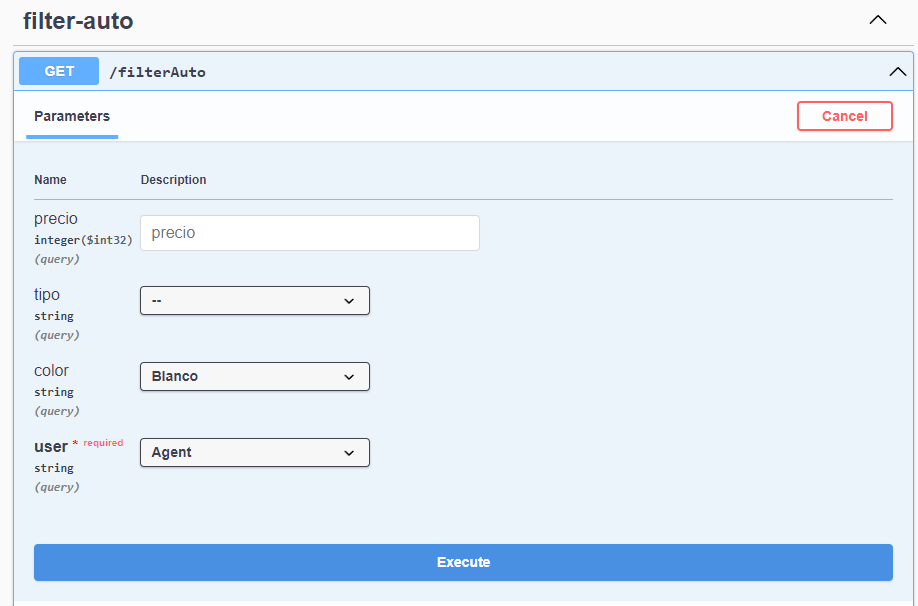 filter-auto
GET /filterAuto
Parameters Cancel
Name Description
precio
integer($int32)
(query)
precio
tipo
string
(query)
--
color
string
(query)
Blanco
user * required
string
(query)
Agent
Execute